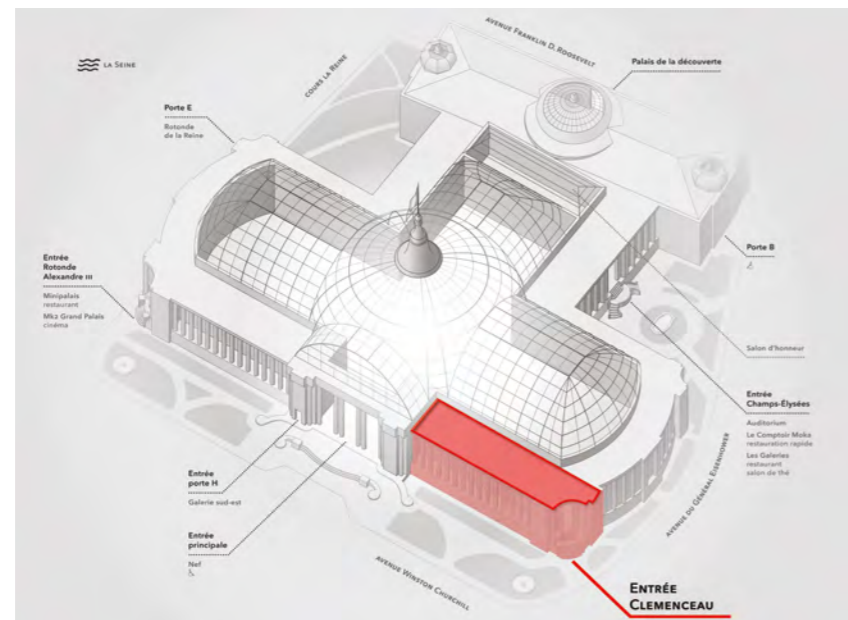 LA SEINE
COURS LA REINE
AVENUE FRANKLIN D. ROOSEVELT
Palais de la découverte
Porte E
Rotonde
de la Reine
Entrée
Rotonde
Alexandre III
Minipalais
restaurant
Mk2 Grand Palais
cinéma
Porte B
Salon d'honneur
Entrée
Champs-Élysées
Auditorium
Le Comptoir Moka
restauration rapide
Les Galeries
restaurant
salon de thé
AVENUE DU GÉNÉRAL EISENHOWER
Entrée
porte H
Galerie sud-est
Entrée
principale
Nef
AVENUE WINSTON CHURCHILL
ENTRÉE
CLEMENCEAU